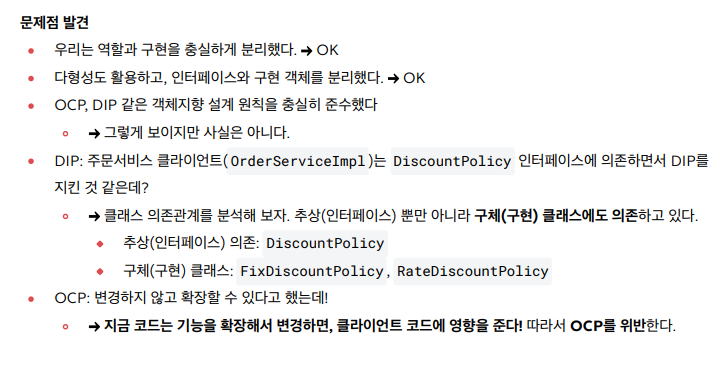 문제점 발견
우리는 역할과 구현을 충실하게 분리했다. → OK
다형성도 활용하고, 인터페이스와 구현 객체를 분리했다. → OK
OCP, DIP 같은 객체지향 설계 원칙을 충실히 준수했다
→ 그렇게 보이지만 사실은 아니다.
DIP: 주문서비스 클라이언트(OrderServiceImpl)는 DiscountPolicy 인터페이스에 의존하면서 DIP를
지킨 것 같은데?
→ 클래스 의존관계를 분석해 보자. 추상(인터페이스) 뿐만 아니라 구체(구현) 클래스에도 의존하고 있다.
추상(인터페이스) 의존: DiscountPolicy
구체(구현) 클래스: FixDiscountPolicy, RateDiscountPolicy
OCP: 변경하지 않고 확장할 수 있다고 했는데!
→ 지금 코드는 기능을 확장해서 변경하면, 클라이언트 코드에 영향을 준다! 따라서 OCP를 위반한다.